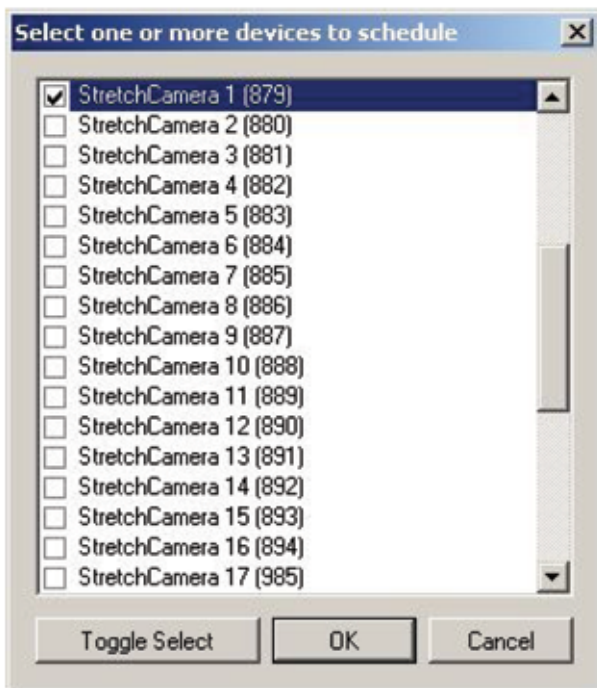 Select one or more devices to schedule
StretchCamera 1 (879)
StretchCamera 2 (880)
StretchCamera 3 (881)
StretchCamera 4 (882)
StretchCamera 5 (883)
StretchCamera 6 (884)
StretchCamera 7 (885)
StretchCamera 8 (886)
StretchCamera 9 (887)
StretchCamera 10 (888)
StretchCamera 11 (889)
StretchCamera 12 (890)
StretchCamera 13 (891)
StretchCamera 14 (892)
StretchCamera 15 (893)
StretchCamera 16 (894)
StretchCamera 17 (985)
Toggle Select OK Cancel